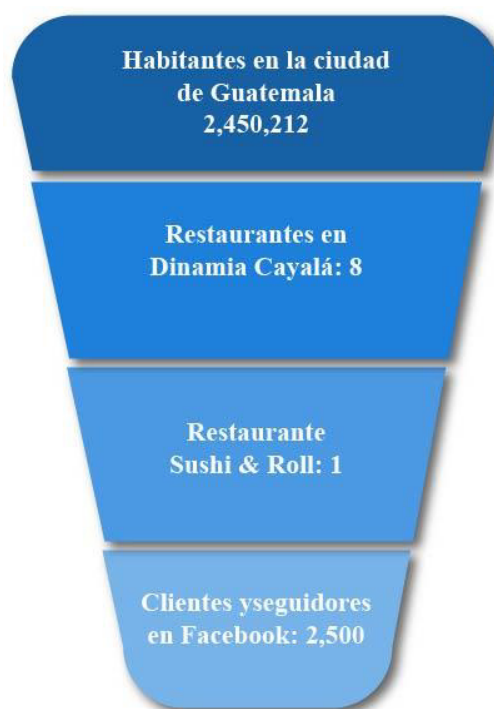 Habitantes en la ciudad
de Guatemala
2,450,212
Restaurantes en
Dinamia Cayalá: 8
Restaurante
Sushi & Roll: 1
Clientes yseguidores
en Facebook: 2,500